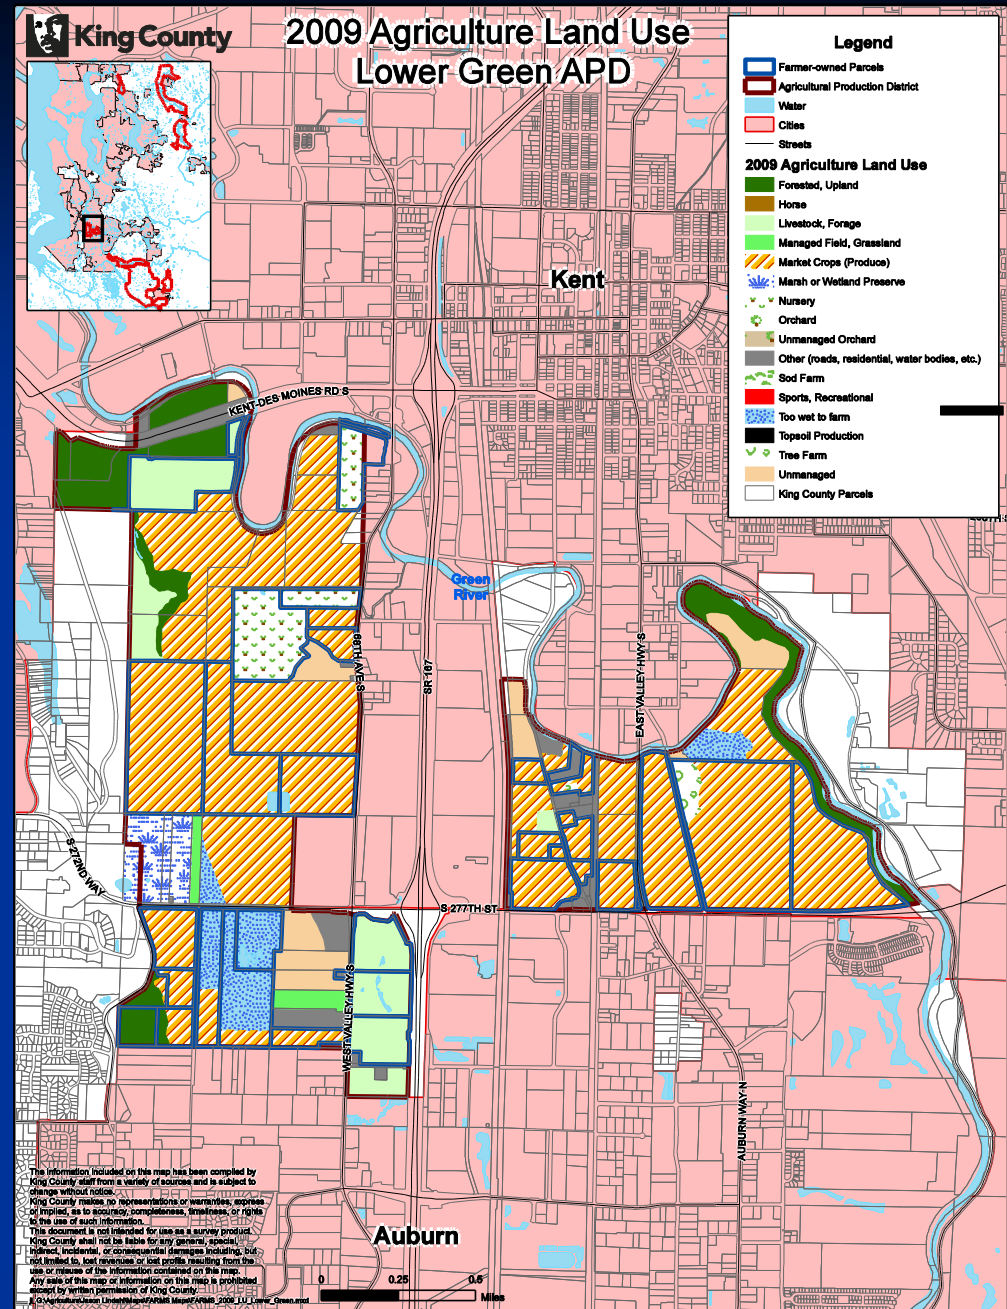 King County
2009 Agriculture Land Use
Lower Green APD
Legend
Farmer-owned Parcels
Agricultural Production District
Water
Cities
Streets
2009 Agriculture Land Use
Forested, Upland
Horse
Livestock, Forage
Managed Field, Grassland
Market Crops (Produce)
Marsh or Wetland Preserve
Nursery
Orchard
Unmanaged Orchard
Other (roads, residential, water bodies, etc.)
Sod Farm
Sports, Recreational
Too wet to farm
Topsoil Production
Tree Farm
Unmanaged
King County Parcels
Kent
KENT-DES MOINES RD S
Green
River
68TH AVE S
SR 167
EAST VALLEY HWY S
S 272ND WAY
S 277TH ST
WEST VALLEY HWY S
AUBURN WAY N
Auburn
The information included on this map has been compiled by
King County staff from a variety of sources and is subject to
change without notice.
King County makes no representations or warranties, express
or implied, as to accuracy, completeness, timeliness, or rights
to the use of such information.
This document is not intended for use as a survey product.
King County shall not be liable for any general, special,
indirect, incidental, or consequential damages including, but
not limited to, lost revenues or lost profits resulting from the
use or misuse of the information contained on this map.
Any sale of this map or information on this map is prohibited
except by written permission of King County.
0 0.25 0.5
Miles